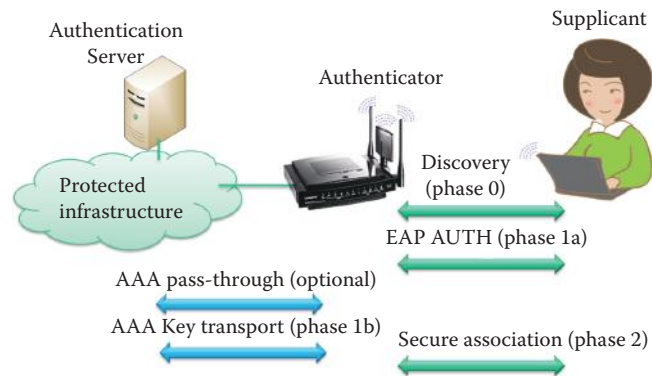 Supplicant
Authentication
Server
Authenticator
Discovery
(phase 0)
Protected
infrastructure
EAP AUTH (phase 1a)
AAA pass-through (optional)
AAA Key transport (phase 1b)
Secure association (phase 2)